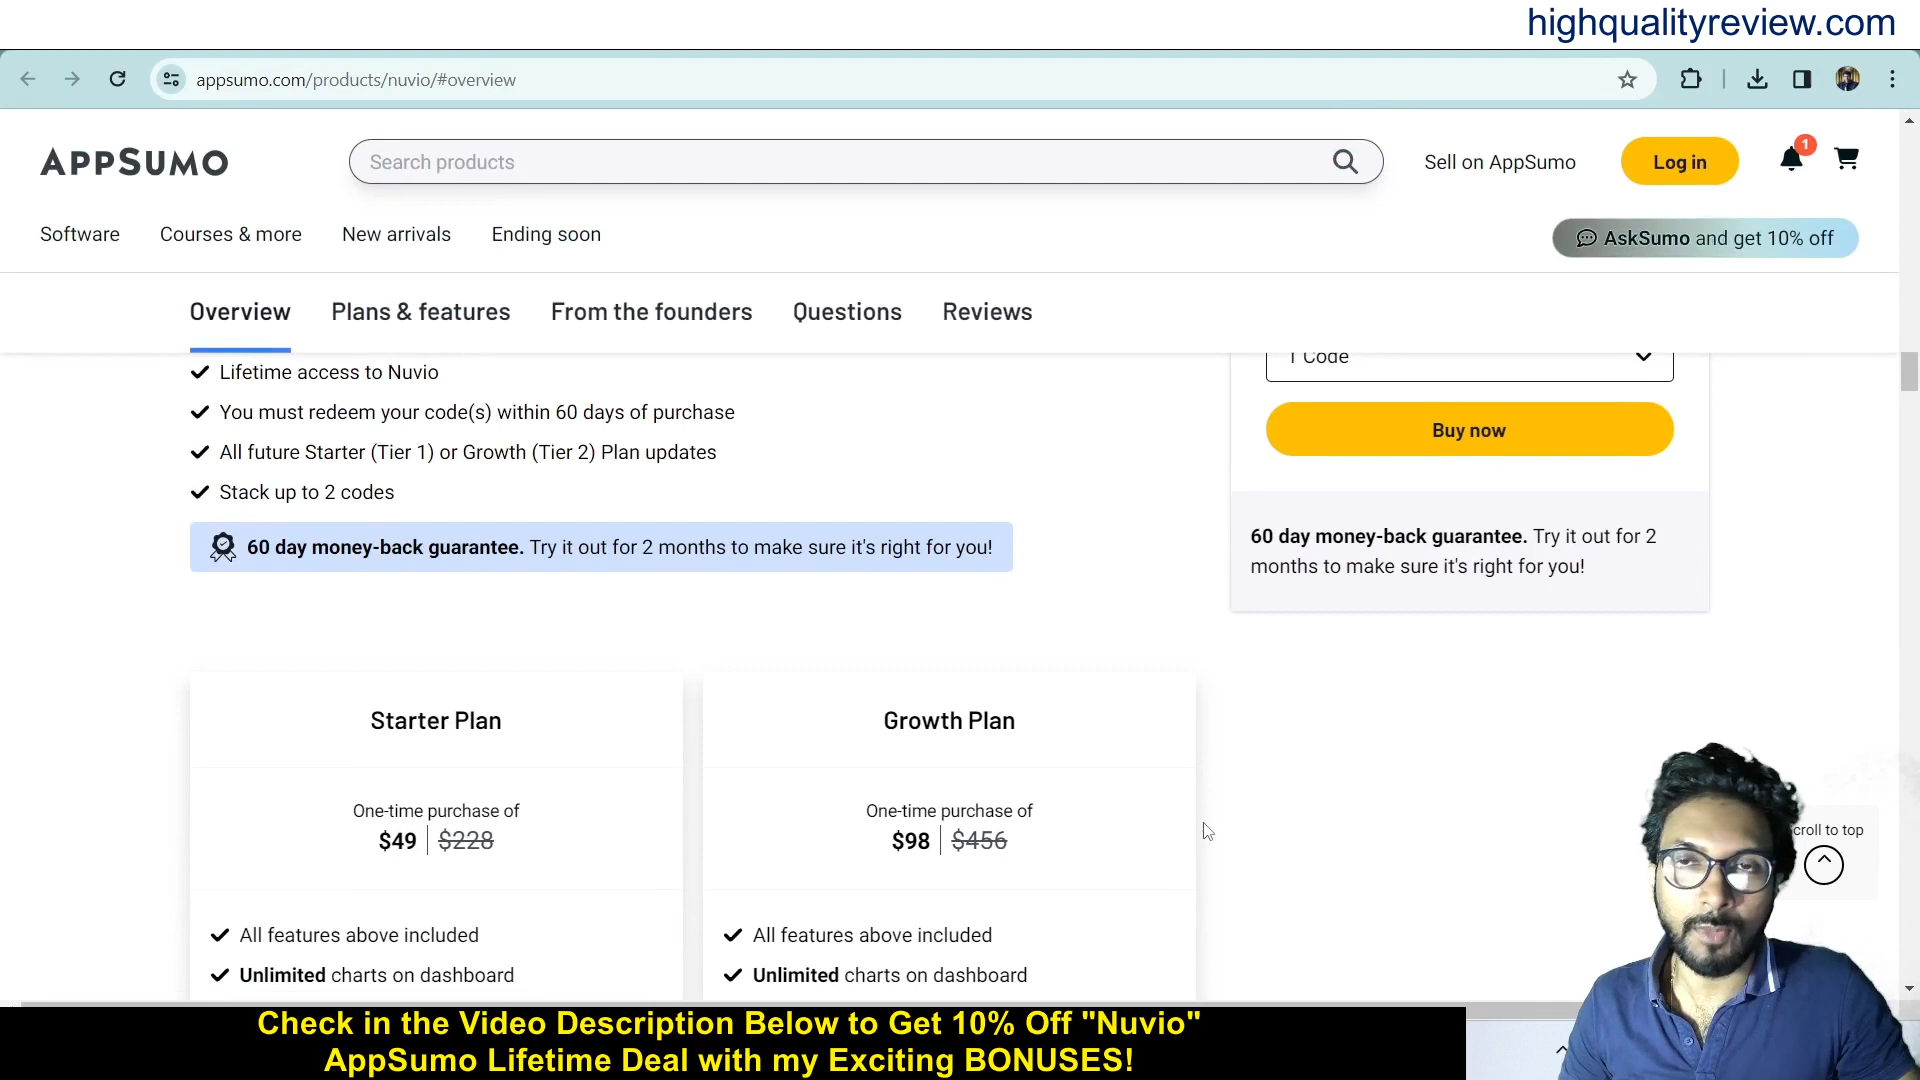 highqualityreview.com
appsumo.com/products/nuvio/#overview
APPSUMO
Search products
Sell on AppSumo
Log in
1
Software
Courses & more
New arrivals
Ending soon
AskSumo and get 10% off
Overview
Plans & features
From the founders
Questions
Reviews
Lifetime access to Nuvio
You must redeem your code(s) within 60 days of purchase
All future Starter (Tier 1) or Growth (Tier 2) Plan updates
Stack up to 2 codes
60 day money-back guarantee. Try it out for 2 months to make sure it's right for you!
1 Code
Buy now
60 day money-back guarantee. Try it out for 2
months to make sure it's right for you!
Starter Plan
One-time purchase of
$49 $228
All features above included
Unlimited charts on dashboard
Growth Plan
One-time purchase of
$98 $456
All features above included
Unlimited charts on dashboard
croll to top
Check in the Video Description Below to Get 10% Off "Nuvio"
AppSumo Lifetime Deal with my Exciting BONUSES!